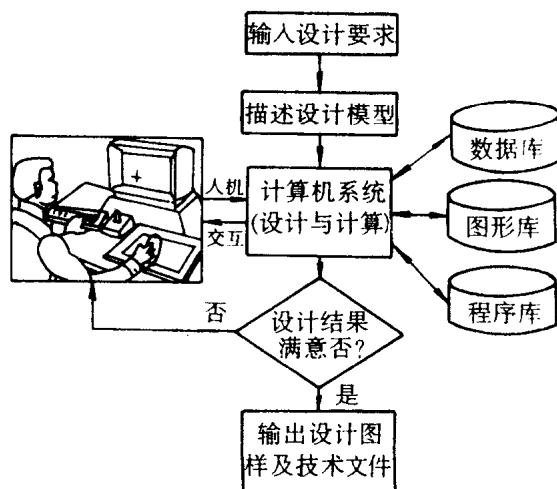 输入设计要求
描述设计模型
数据库
人机
计算机系统
(设计与计算)
交互
图形库
程序库
否
设计结果
满意否?
是
输出设计图
样及技术文件